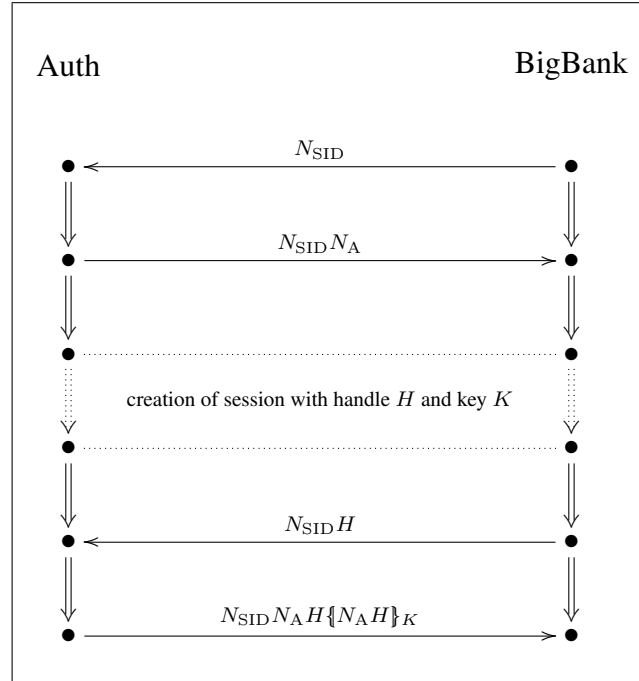 Auth BigBank
N_SID
N_SID N_A
creation of session with handle H and key K
N_SID H
N_SID N_A H{|N_A H|}_K